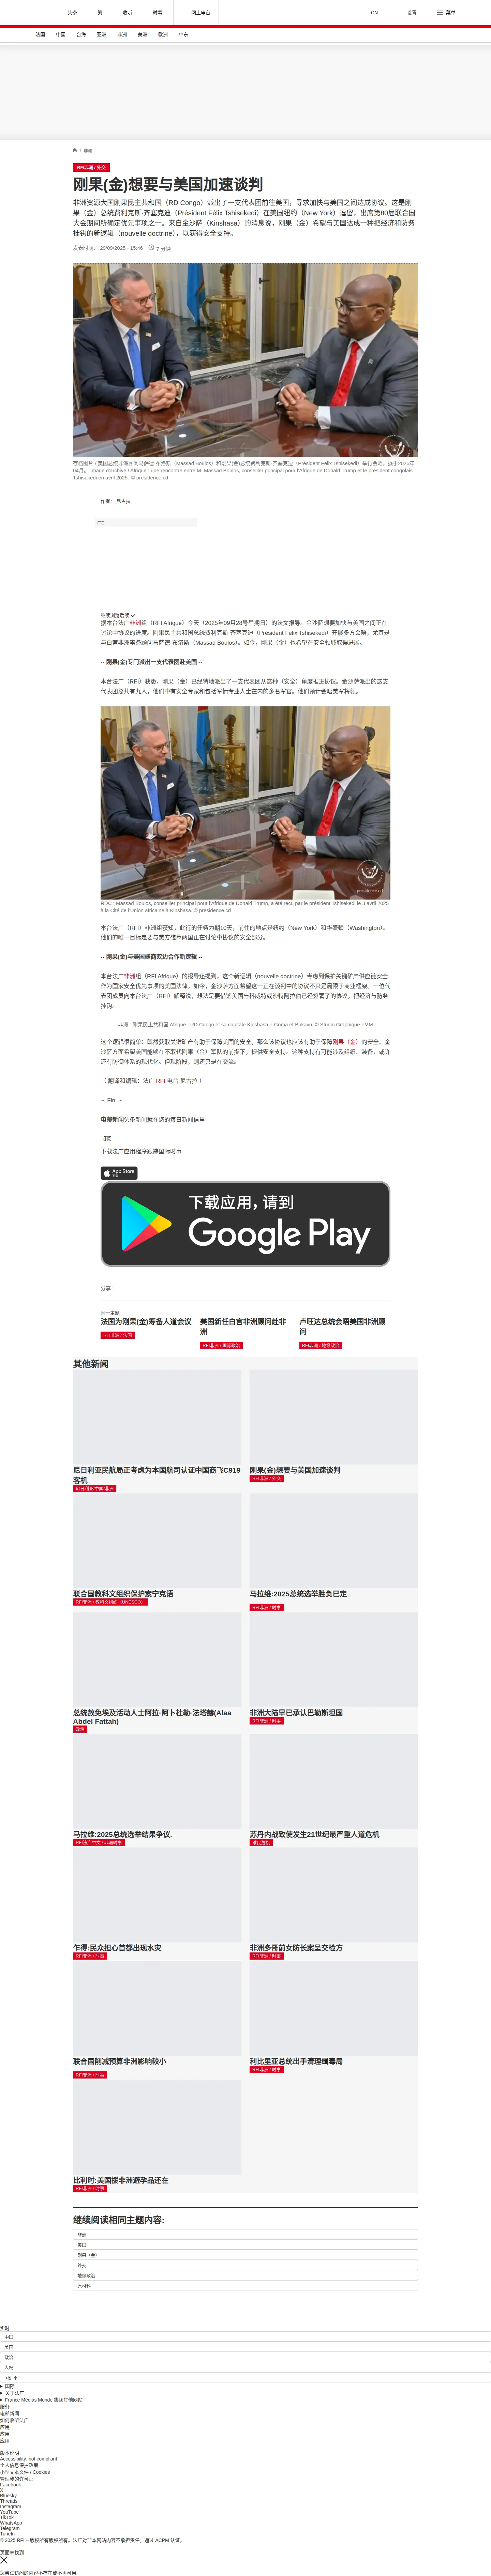 头条
繁
收听
时事
网上电台
CN
设置
菜单
法国
中国
台海
亚洲
非洲
美洲
欧洲
中东
/ 非洲
RFI非洲 / 外交
刚果(金)想要与美国加速谈判
非洲资源大国刚果民主共和国（RD Congo）派出了一支代表团前往美国，寻求加快与美国之间达成协议。这是刚
果（金）总统费利克斯·齐塞克迪（Président Félix Tshisekedi）在美国纽约（New York）逗留，出席第80届联合国
大会期间所确定优先事项之一。来自金沙萨（Kinshasa）的消息说，刚果（金）希望与美国达成一种把经济和防务
挂钩的新逻辑（nouvelle doctrine），以获得安全支持。
发表时间： 29/09/2025 - 15:46
7 分钟
存档图片 / 美国总统非洲顾问马萨德·布洛斯（Massad Boulos）和刚果(金)总统费利克斯·齐塞克迪（Président Félix Tshisekedi）举行会晤。摄于2025年
04月。 Image d'archive / Afrique : une rencontre entre M. Massad Boulos, conseiller principal pour l'Afrique de Donald Trump et le président congolais
Tshisekedi en avril 2025. © presidence.cd
作者： 尼古拉
广告
继续浏览后续
据本台法广非洲组（RFI Afrique）今天（2025年09月28号星期日）的法文报导。金沙萨想要加快与美国之间正在
讨论中协议的进度。刚果民主共和国总统费利克斯·齐塞克迪（Président Félix Tshisekedi）开展多方会晤，尤其是
与白宫非洲事务顾问马萨德·布洛斯（Massad Boulos）。如今，刚果（金）也希望在安全领域取得进展。
-- 刚果(金)专门派出一支代表团赴美国 --
本台法广（RFI）获悉，刚果（金）已经特地派出了一支代表团从这种（安全）角度推进协议。金沙萨派出的这支
代表团总共有九人，他们中有安全专家和包括军情专业人士在内的多名军官。他们预计会晤美军将领。
presidence.cd
RDC : Massad Boulos, conseiller principal pour l'Afrique de Donald Trump, a été reçu par le président Tshisekedi le 3 avril 2025
à la Cité de l'Union africaine à Kinshasa. © presidence.cd
本台法广（RFI）非洲组获知，此行的任务为期10天，前往的地点是纽约（New York）和华盛顿（Washington）。
他们的唯一目标是要与美方磋商两国正在讨论中协议的安全部分。
-- 刚果(金)与美国磋商双边合作新逻辑 --
本台法广非洲组（RFI Afrique）的报导还提到，这个新逻辑（nouvelle doctrine）考虑到保护关键矿产供应链安全
作为国家安全优先事项的美国法律。如今，金沙萨方面希望这一正在谈判中的协议不只是局限于商业框架。一位代
表团成员向本台法广（RFI）解释说，想法是要借鉴美国与科威特或沙特阿拉伯已经签署了的协议，把经济与防务
挂钩。
非洲 : 刚果民主共和国 Afrique : RD Congo et sa capitale Kinshasa + Goma et Bukavu. © Studio Graphique FMM
这个逻辑很简单：既然获取关键矿产有助于保障美国的安全，那么该协议也应该有助于保障刚果（金）的安全。金
沙萨方面希望美国能够在不取代刚果（金）军队的前提下，提供安全支持。这种支持有可能涉及组织、装备，或许
还有防御体系的现代化。但现阶段，则还只是在交流。
（ 翻译和编辑：法广 RFI 电台 尼古拉 ）
~. Fin .~
电邮新闻头条新闻就在您的每日新闻信里
订阅
下载法广应用程序跟踪国际时事
App Store
下载
下载应用，请到
Google Play
分享 :
同一主题
法国为刚果(金)筹备人道会议
RFI非洲 / 法国
美国新任白宫非洲顾问赴非
洲
RFI非洲 / 国际政治
卢旺达总统会晤美国非洲顾
问
RFI非洲 / 地缘政治
其他新闻
尼日利亚民航局正考虑为本国航司认证中国商飞C919
客机
尼日利亚/中国/非洲
刚果(金)想要与美国加速谈判
RFI非洲 / 外交
联合国教科文组织保护索宁克语
RFI非洲 / 教科文组织（UNESCO）
马拉维:2025总统选举胜负已定
RFI非洲 / 时事
总统赦免埃及活动人士阿拉·阿卜杜勒·法塔赫(Alaa
Abdel Fattah)
政治
非洲大陆早已承认巴勒斯坦国
RFI非洲 / 时事
马拉维:2025总统选举结果争议.
RFI法广中文 / 非洲时事
苏丹内战致使发生21世纪最严重人道危机
难民危机
乍得:民众担心首都出现水灾
RFI非洲 / 时事
非洲多哥前女防长案呈交检方
RFI非洲 / 时事
联合国削减预算非洲影响较小
RFI非洲 / 时事
利比里亚总统出手清理缉毒局
RFI非洲 / 时事
比利时:美国援非洲避孕品还在
RFI非洲 / 时事
继续阅读相同主题内容:
非洲
美国
刚果（金）
外交
地缘政治
原材料
实时
中国
美国
政治
人权
习近平
国际
关于法广
France Médias Monde 集团其他网站
服务
电邮新闻
如何收听法广
应用
应用
应用
版本说明
Accessibility: not compliant
个人信息保护政策
小型文本文件 / Cookies
管理我的许可证
Facebook
X
Bluesky
Threads
Instagram
YouTube
TikTok
WhatsApp
Telegram
TuneIn
© 2025 RFI – 版权所有版权所有。法广对非本网站内容不承担责任。通过 ACPM 认证。
页面未找到
您尝试访问的内容不存在或不再可用。